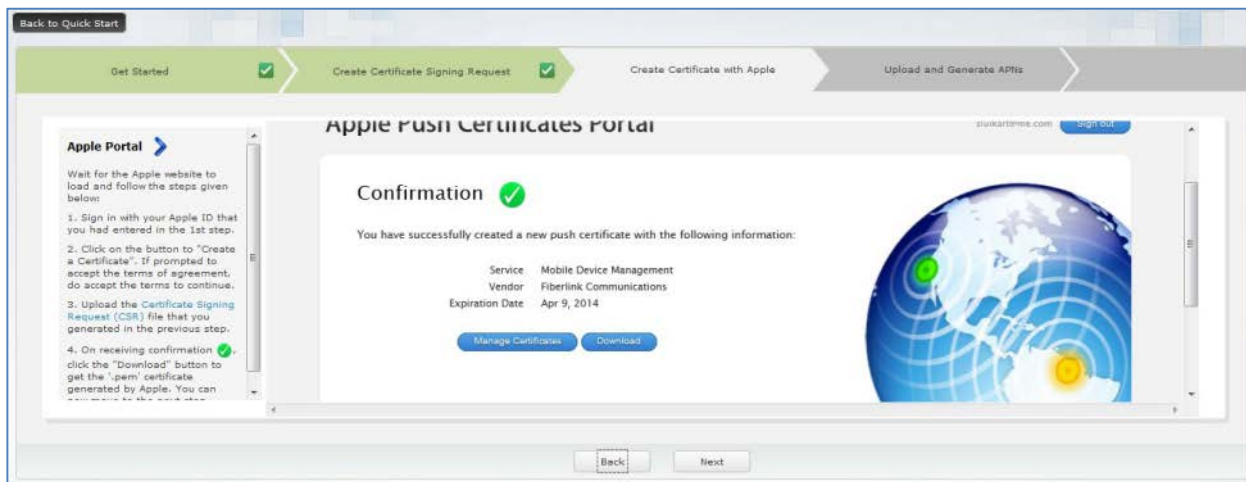 Back to Quick Start
Get Started
Create Certificate Signing Request
Create Certificate with Apple
Upload and Generate APNs
Apple Portal
Wait for the Apple website to
load and follow the steps given
below:
1. Sign in with your Apple ID that
you had entered in the 1st step.
2. Click on the button to "Create
a Certificate". If prompted to
accept the terms of agreement,
do accept the terms to continue.
3. Upload the Certificate Signing
Request (CSR) file that you
generated in the previous step.
4. On receiving confirmation ,
click the "Download" button to
get the '.pem' certificate
generated by Apple. You can
now move to the next step
Apple Push Certificates Portal
Sign out
Confirmation
You have successfully created a new push certificate with the following information:
Service Mobile Device Management
Vendor Fiberlink Communications
Expiration Date Apr 9, 2014
Manage Certificates
Download
Back
Next